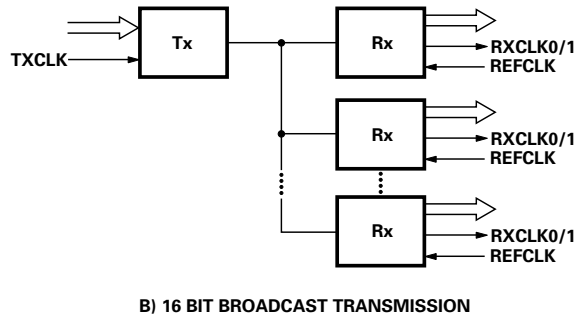 Tx
TXCLK
Rx
RXCLK0/1
REFCLK
Rx
RXCLK0/1
REFCLK
Rx
RXCLK0/1
REFCLK
B) 16 BIT BROADCAST TRANSMISSION